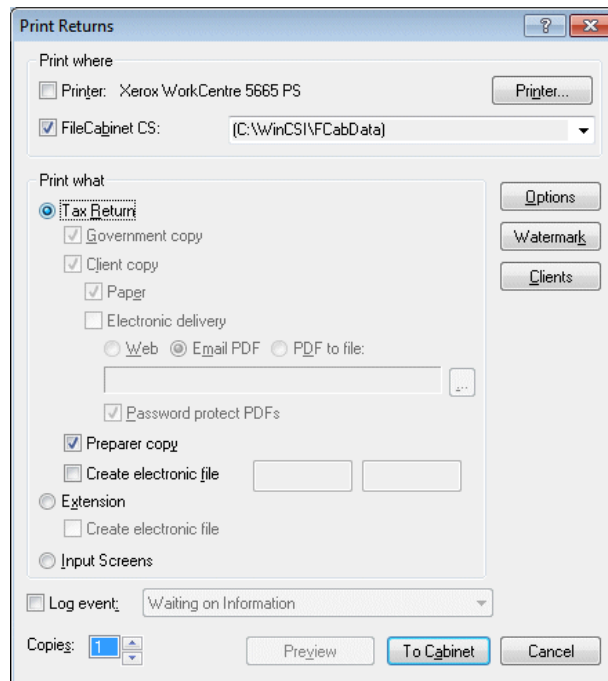 Print Returns
Print where
Printer: Xerox WorkCentre 5665 PS
Printer...
FileCabinet CS: (C:\WinCSI\FCabData)
Print what
Tax Return
Options
Government copy
Watermark
Client copy
Clients
Paper
Electronic delivery
Web Email PDF PDF to file:
...
Password protect PDFs
Preparer copy
Create electronic file
Extension
Create electronic file
Input Screens
Log event: Waiting on Information
Copies: 1 Preview To Cabinet Cancel